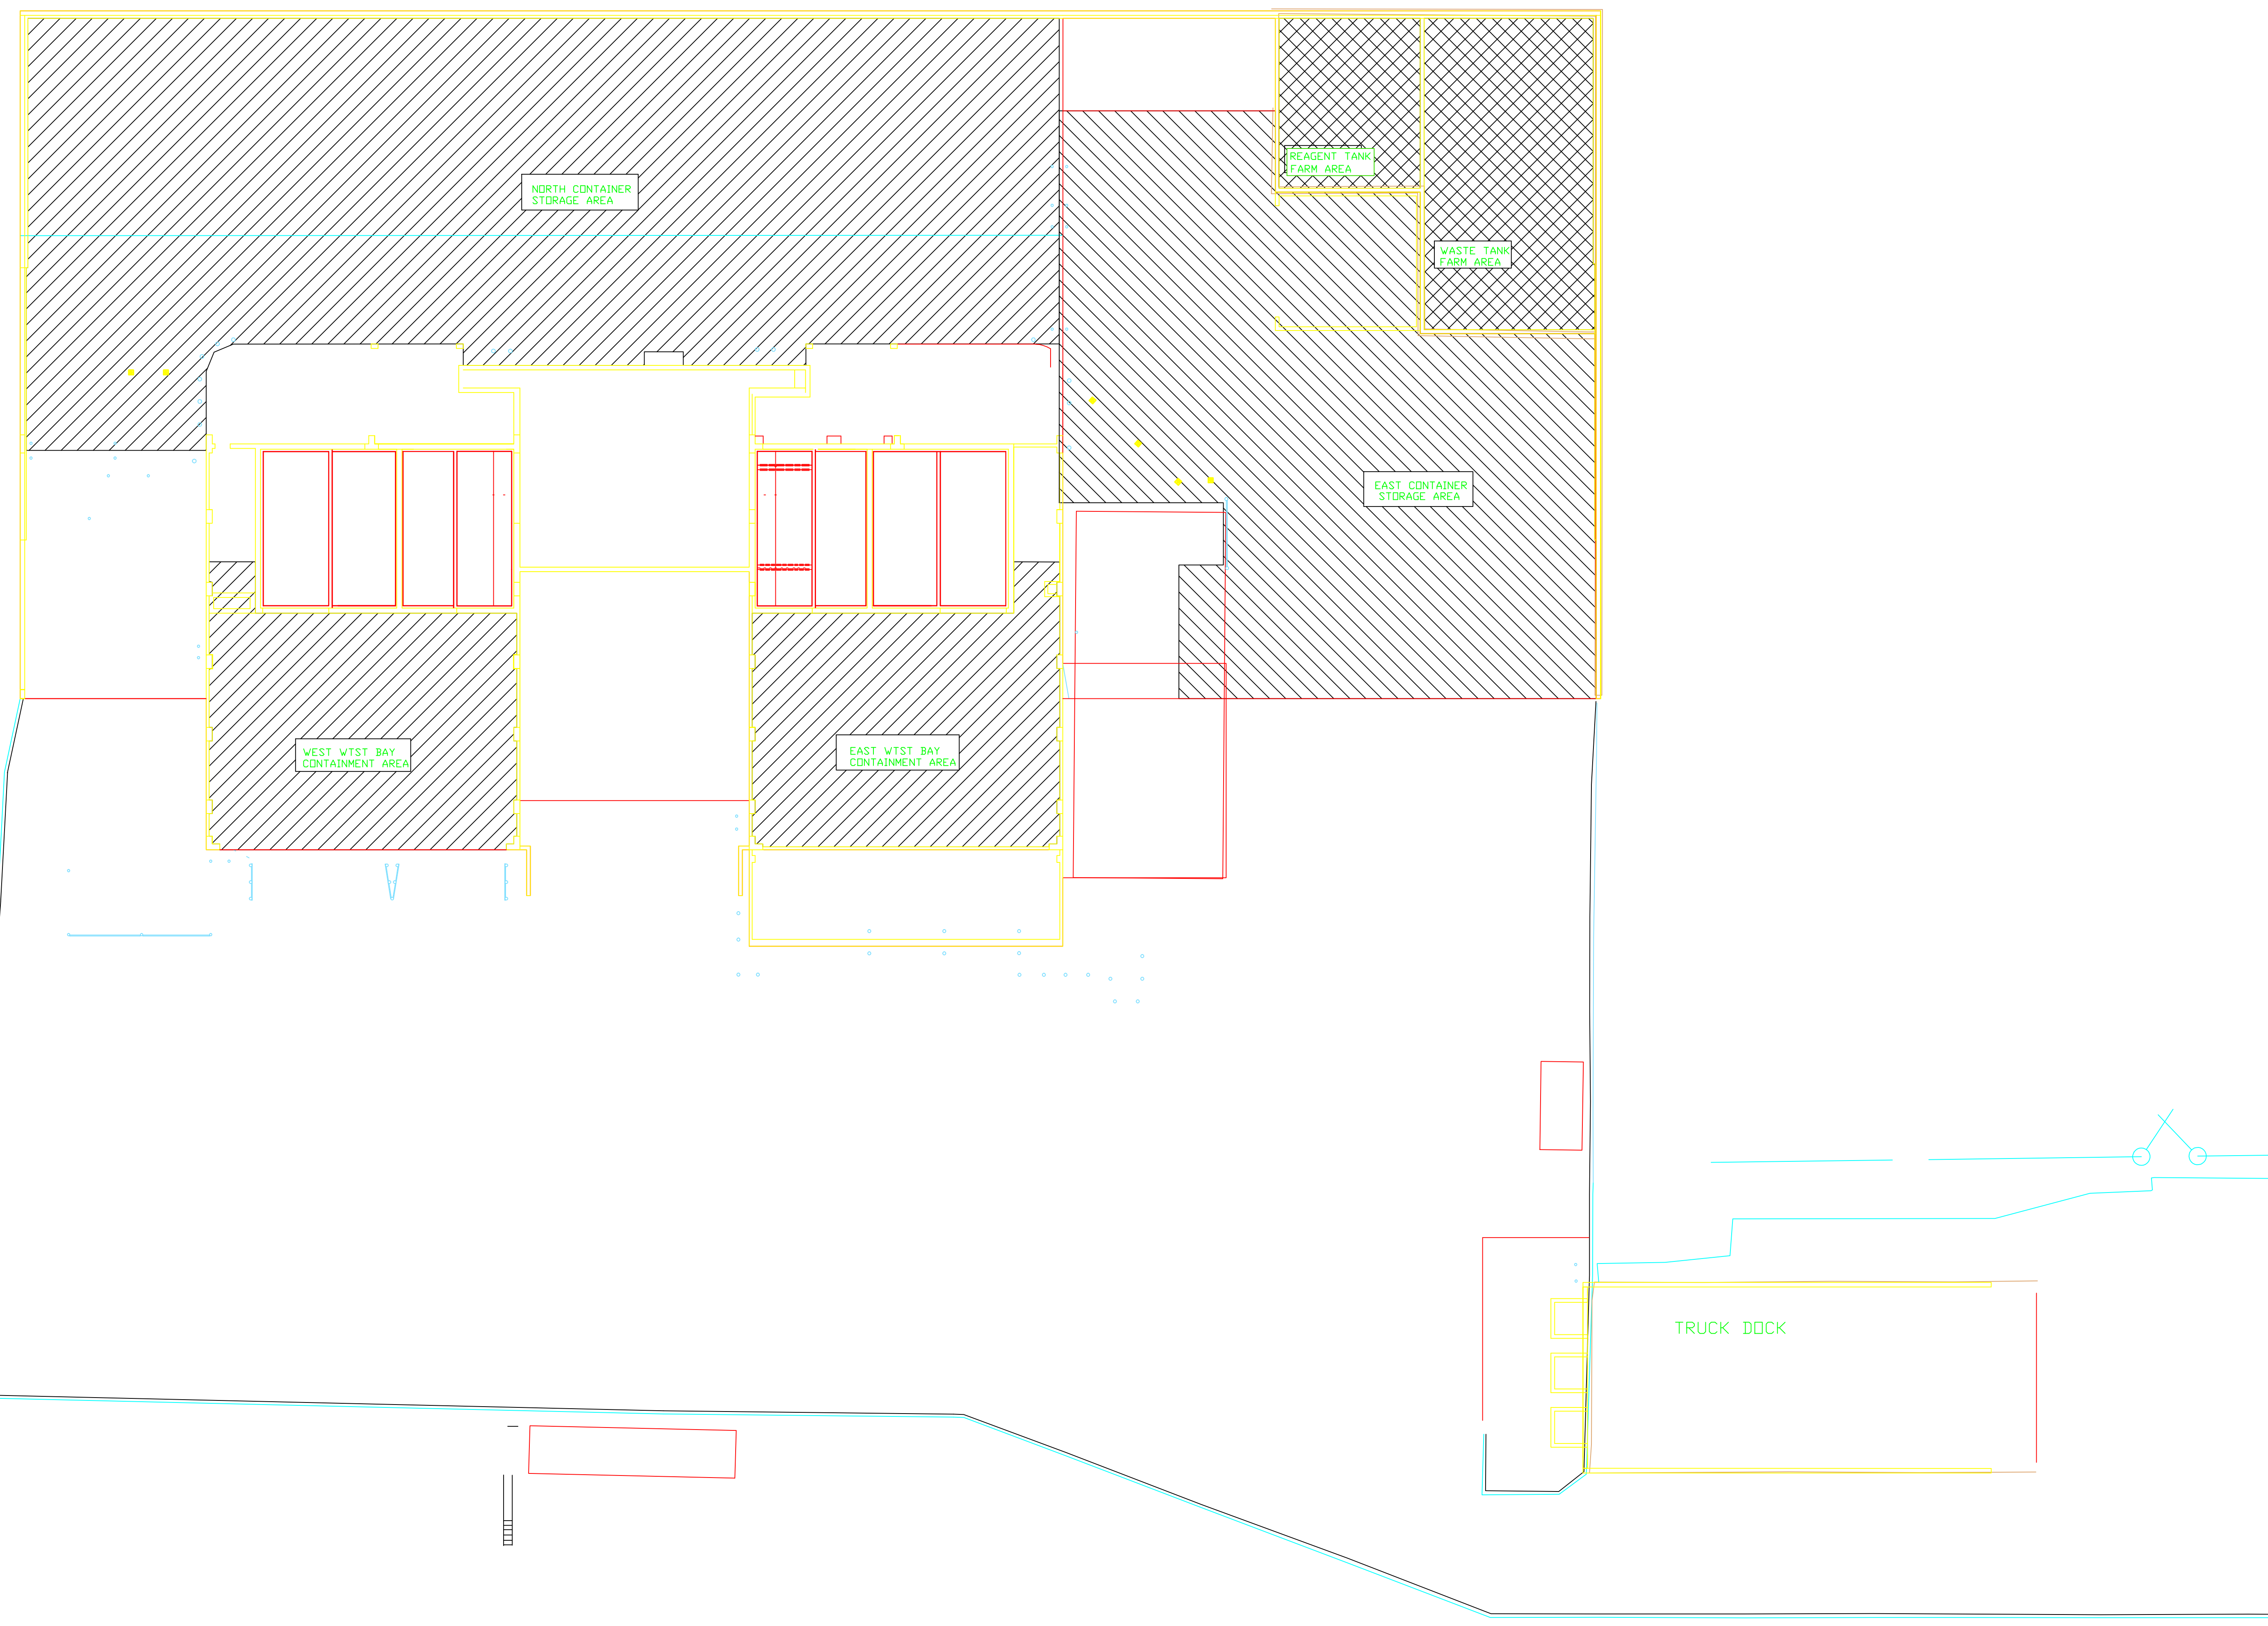 REAGENT TANK
FARM AREA
NORTH CONTAINER
STORAGE AREA
WASTE TANK
FARM AREA
EAST CONTAINER
STORAGE AREA
WEST WTST BAY
CONTAINMENT AREA
EAST WTST BAY
CONTAINMENT AREA
TRUCK DOCK